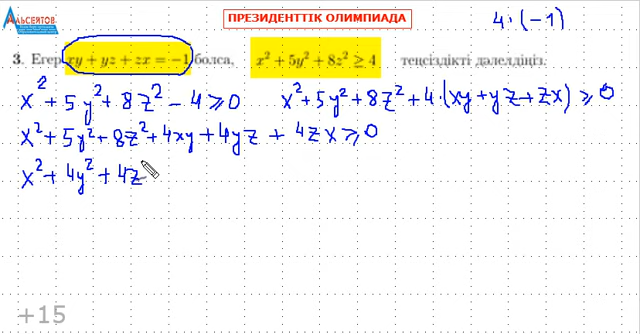 АЛЬСЕИТОВ
ПРЕЗИДЕНТТІК ОЛИМПИАДА
4·(−1)
3. Егер xy + yz + zx = −1 болса, x² + 5y² + 8z² ≥ 4 теңсіздікті дәлелдіңіз.
x² + 5y² + 8z² − 4 ⩾ 0 x² + 5y² + 8z² + 4·(xy + yz + zx) ⩾ 0
x² + 5y² + 8z² + 4xy + 4yz + 4zx ⩾ 0
x² + 4y² + 4z
+15